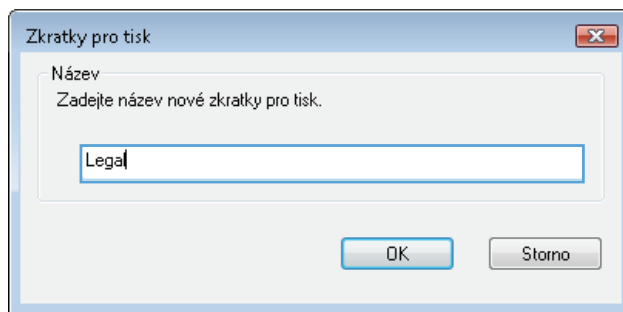 Zkratky pro tisk
Název
Zadejte název nové zkratky pro tisk.
Legal
OK
Storno